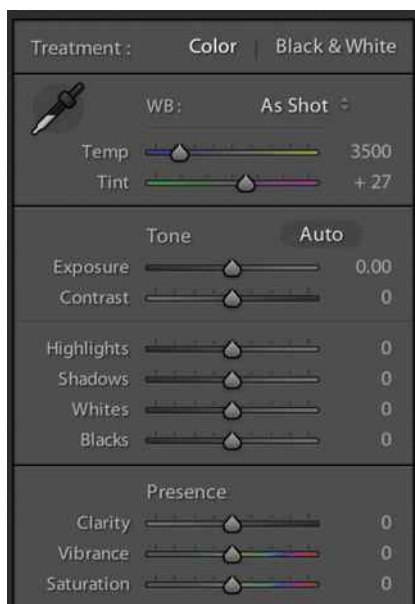 Treatment : Color | Black & White
WB : As Shot
Temp 3500
Tint + 27
Tone Auto
Exposure 0.00
Contrast 0
Highlights 0
Shadows 0
Whites 0
Blacks 0
Presence
Clarity 0
Vibrance 0
Saturation 0